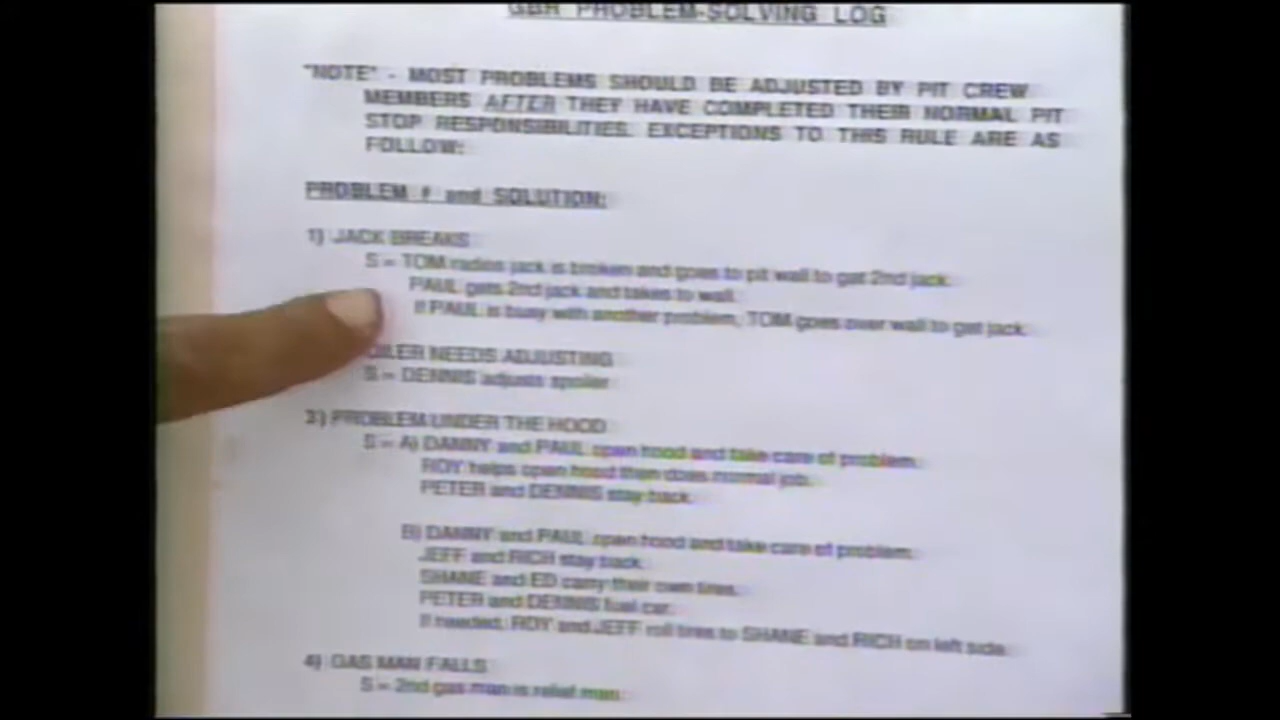 GBR PROBLEM-SOLVING LOG
"NOTE" - MOST PROBLEMS SHOULD BE ADJUSTED BY PIT CREW
MEMBERS AFTER THEY HAVE COMPLETED THEIR NORMAL PIT
STOP RESPONSIBILITIES. EXCEPTIONS TO THIS RULE ARE AS
FOLLOW:
PROBLEM # and SOLUTION:
1) JACK BREAKS
S = TOM radios jack is broken and goes to pit wall to get 2nd jack.
PAUL gets 2nd jack and takes to wall.
If PAUL is busy with another problem, TOM goes over wall to get jack.
OILER NEEDS ADJUSTING
S = DENNIS adjusts spoiler
3) PROBLEM UNDER THE HOOD
S = A) DANNY and PAUL open hood and take care of problem.
ROY helps open hood then does normal job.
PETER and DENNIS stay back.
B) DANNY and PAUL open hood and take care of problem.
JEFF and RICH stay back.
SHANE and ED carry their own tires.
PETER and DENNIS fuel car.
If needed, ROY and JEFF roll tires to SHANE and RICH on left side.
4) GAS MAN FALLS
S = 2nd gas man is relief man.